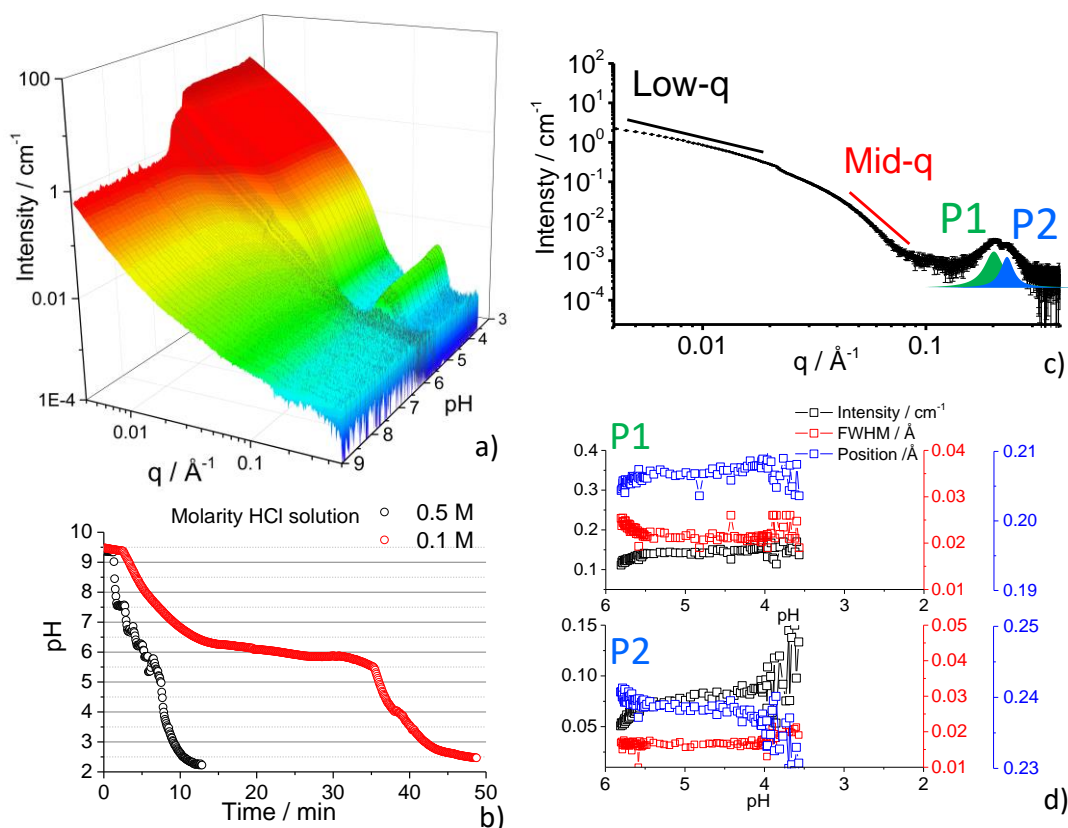 100
1
0.01
1E-4
Intensity / cm⁻¹
0.01
0.1
q / Å⁻¹
9
8
7
6
5
4
3
pH
a)
10²
10¹
10⁰
10⁻¹
10⁻²
10⁻³
10⁻⁴
Intensty / cm⁻¹
Low-q
Mid-q
P1
P2
0.01
0.1
q / Å⁻¹
c)
Molarity HCl solution
0.5 M
0.1 M
10
9
8
7
6
5
4
3
2
pH
0
10
20
30
40
50
Time / min
b)
Intensity / cm⁻¹
FWHM / Å
Position /Å
P1
0.4
0.3
0.2
0.1
6
5
4
3
2
pH
0.04
0.03
0.02
0.01
0.21
0.20
0.19
P2
0.15
0.10
0.05
6
5
4
3
2
pH
0.05
0.04
0.03
0.02
0.01
0.25
0.24
0.23
d)